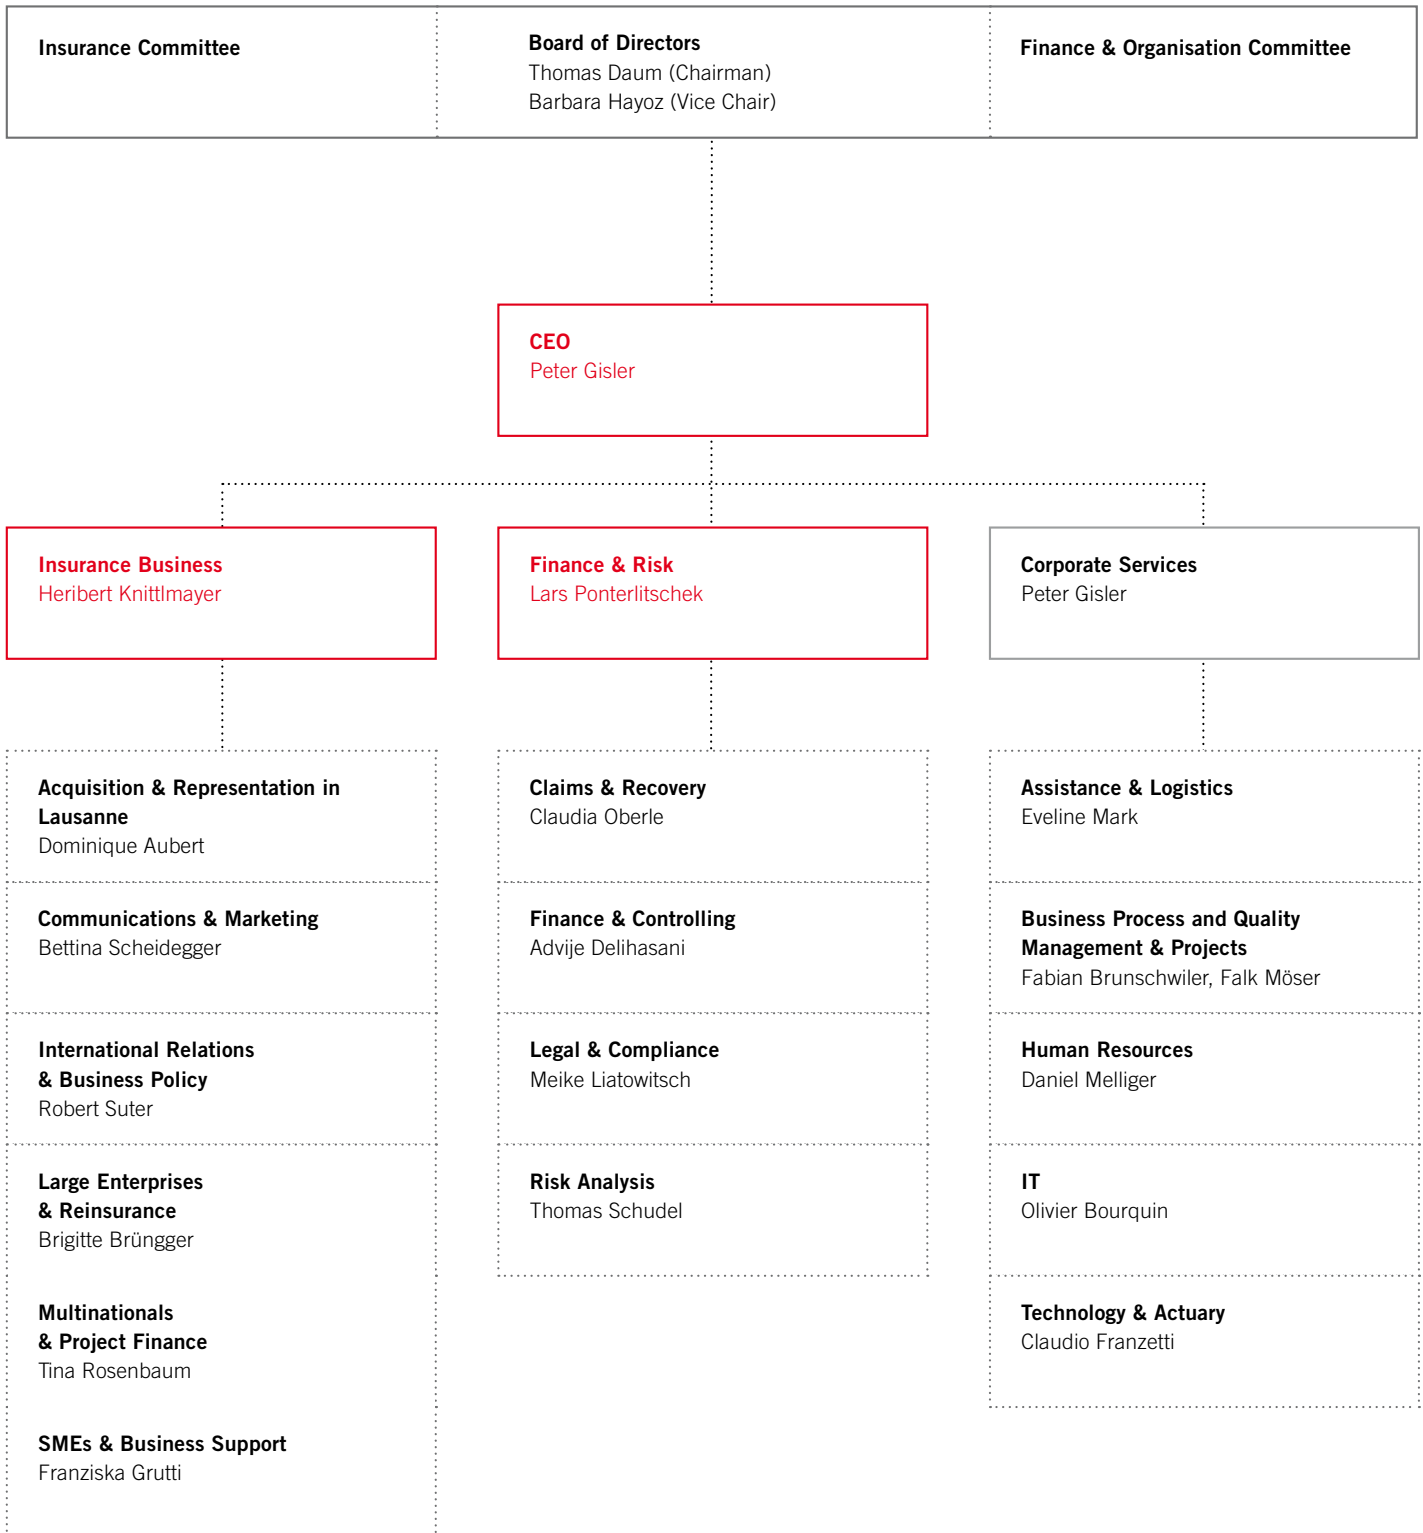 Insurance Committee
Board of Directors
Thomas Daum (Chairman)
Barbara Hayoz (Vice Chair)
Finance & Organisation Committee
CEO
Peter Gisler
Insurance Business
Heribert Knittlmayer
Finance & Risk
Lars Ponterlitschek
Corporate Services
Peter Gisler
Acquisition & Representation in
Lausanne
Dominique Aubert
Communications & Marketing
Bettina Scheidegger
International Relations
& Business Policy
Robert Suter
Large Enterprises
& Reinsurance
Brigitte Brüngger
Multinationals
& Project Finance
Tina Rosenbaum
SMEs & Business Support
Franziska Grutti
Claims & Recovery
Claudia Oberle
Finance & Controlling
Advije Delihasani
Legal & Compliance
Meike Liatowitsch
Risk Analysis
Thomas Schudel
Assistance & Logistics
Eveline Mark
Business Process and Quality
Management & Projects
Fabian Brunschwiler, Falk Möser
Human Resources
Daniel Melliger
IT
Olivier Bourquin
Technology & Actuary
Claudio Franzetti